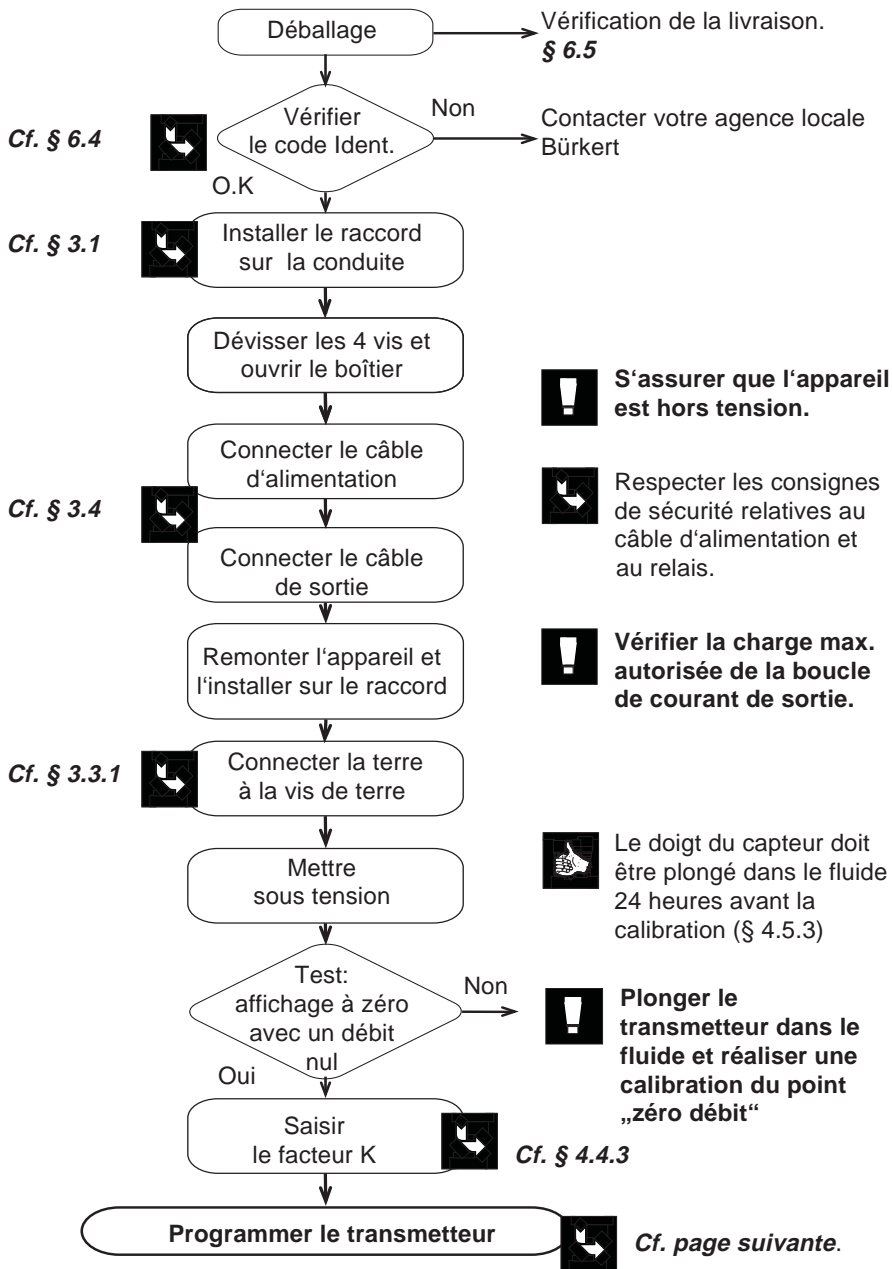 Déballage
Vérification de la livraison.
§ 6.5
Cf. § 6.4
Vérifier
le code Ident.
Non
Contacter votre agence locale
Bürkert
O.K
Cf. § 3.1
Installer le raccord
sur la conduite
Dévisser les 4 vis et
ouvrir le boîtier
S‘assurer que l‘appareil
est hors tension.
Connecter le câble
d‘alimentation
Cf. § 3.4
Respecter les consignes
de sécurité relatives au
câble d‘alimentation et
au relais.
Connecter le câble
de sortie
Remonter l‘appareil et
l‘installer sur le raccord
Vérifier la charge max.
autorisée de la boucle
de courant de sortie.
Cf. § 3.3.1
Connecter la terre
à la vis de terre
Mettre
sous tension
Le doigt du capteur doit
être plongé dans le fluide
24 heures avant la
calibration (§ 4.5.3)
Test:
affichage à zéro
avec un débit
nul
Non
Oui
Plonger le
transmetteur dans le
fluide et réaliser une
calibration du point
„zéro débit“
Saisir
le facteur K
Cf. § 4.4.3
Programmer le transmetteur
Cf. page suivante.